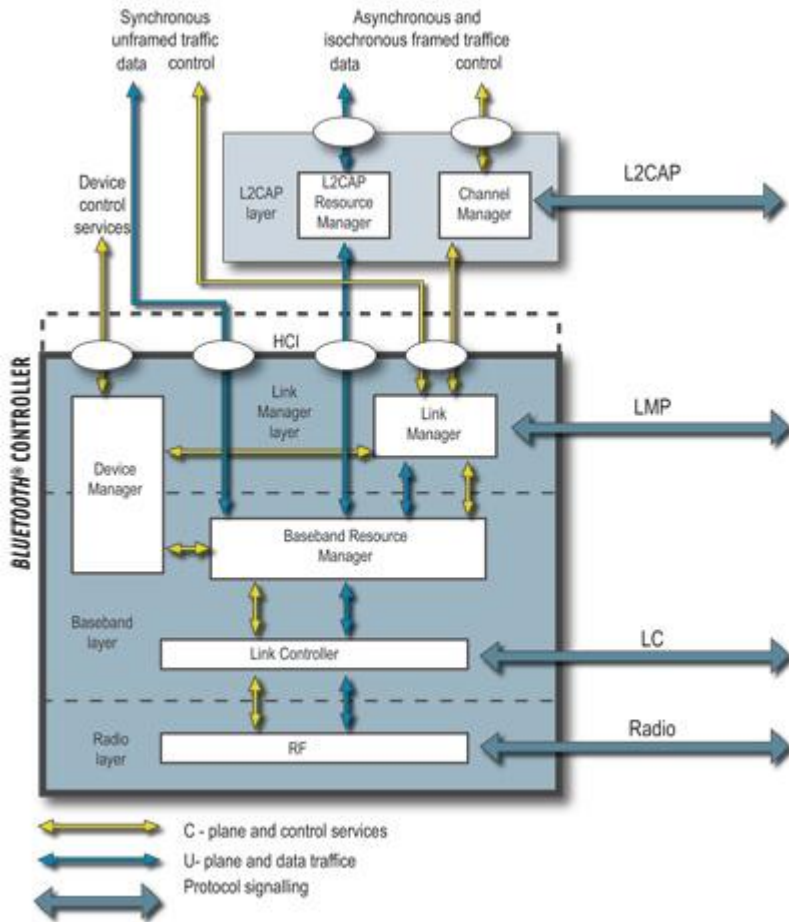 Synchronous
unframed traffic
data control
Asynchronous and
isochronous framed traffice
data control
Device
control
services
L2CAP
layer
L2CAP
Resource
Manager
Channel
Manager
L2CAP
HCI
BLUETOOTH® CONTROLLER
Link
Manager
layer
Link
Manager
LMP
Device
Manager
Baseband Resource
Manager
Baseband
layer
Link Controller
LC
Radio
layer
RF
Radio
C - plane and control services
U- plane and data traffice
Protocol signalling